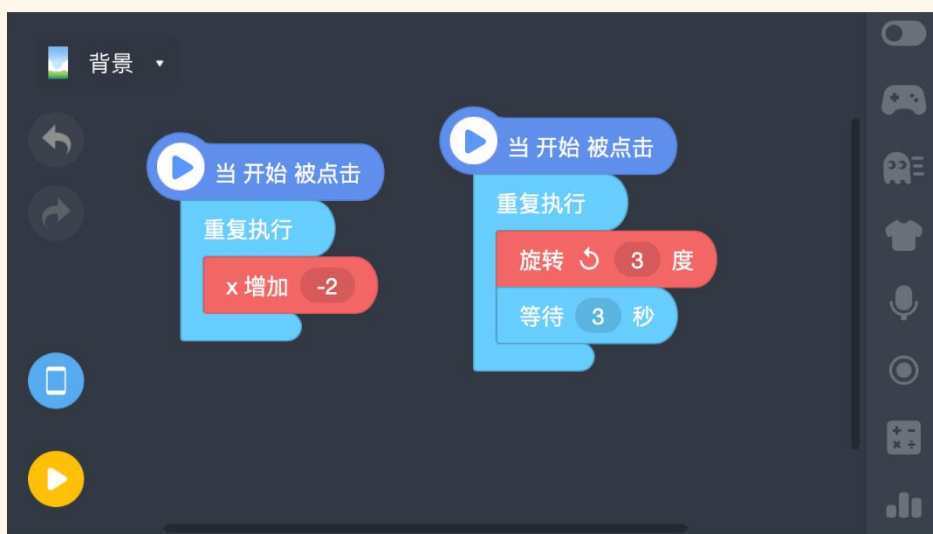 背景
当 开始 被点击
重复执行
x 增加 -2
当 开始 被点击
重复执行
旋转 3 度
等待 3 秒